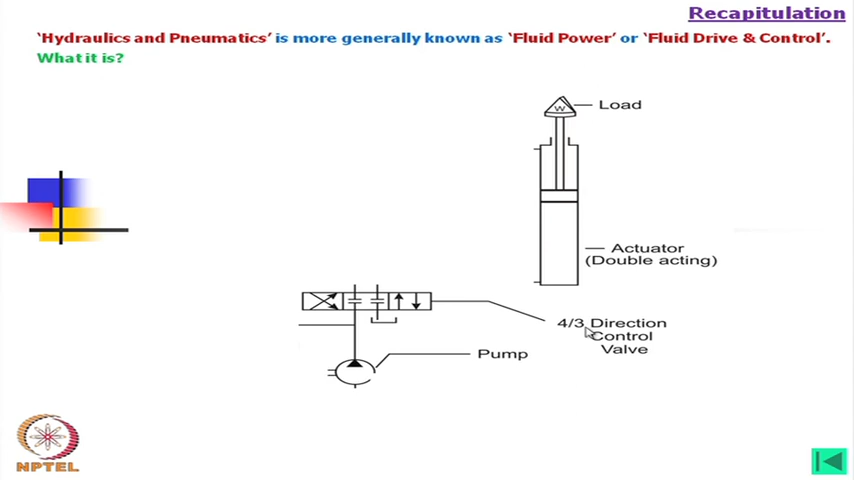 Recapitulation
‘Hydraulics and Pneumatics’ is more generally known as ‘Fluid Power’ or ‘Fluid Drive & Control’.
What it is?
W
Load
Actuator
(Double acting)
4/3 Direction
Control
Valve
Pump
NPTEL